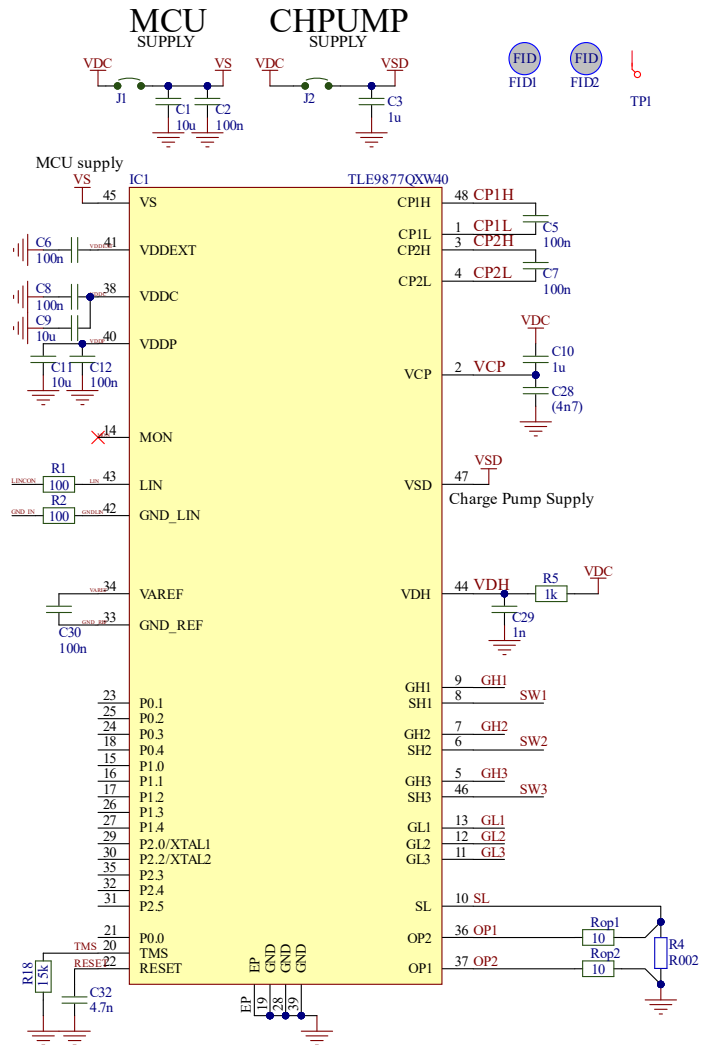 MCU
SUPPLY
CHPUMP
SUPPLY
VDC
VS
VDC
VSD
J1
C1
10u
C2
100n
J2
C3
1u
FID
FID1
FID
FID2
TP1
MCU supply
VS
IC1
TLE9877QXW40
45
VS
C6
100n
41
VDDEXT
C8
100n
38
VDDC
C9
10u
40
VDDP
C11
10u
C12
100n
14
MON
LINCON
R1
100
LIN
43
LIN
GND_IN
R2
100
GNDLIN
42
GND_LIN
VAREF
34
VAREF
33
GND_REF
C30
100n
23
P0.1
25
P0.2
24
P0.3
18
P0.4
15
P1.0
16
P1.1
17
P1.2
26
P1.3
27
P1.4
29
P2.0/XTAL1
30
P2.2/XTAL2
35
P2.3
32
P2.4
31
P2.5
21
P0.0
TMS
20
TMS
RESET
22
RESET
R18
15k
C32
4.7n
EP
GND
GND
GND
EP
19
28
39
CP1H
48
CP1H
CP1L
1
CP1L
C5
100n
CP2H
3
CP2H
CP2L
4
CP2L
C7
100n
VDC
C10
1u
VCP
2
VCP
C28
(4n7)
VSD
47
VSD
Charge Pump Supply
VDH
44
VDH
R5
1k
VDC
C29
1n
GH1
9
GH1
SH1
8
SW1
GH2
7
GH2
SH2
6
SW2
GH3
5
GH3
SH3
46
SW3
GL1
13
GL1
GL2
12
GL2
GL3
11
GL3
SL
10
SL
OP2
36
OP1
Rop1
10
OP1
37
OP2
Rop2
10
R4
R002